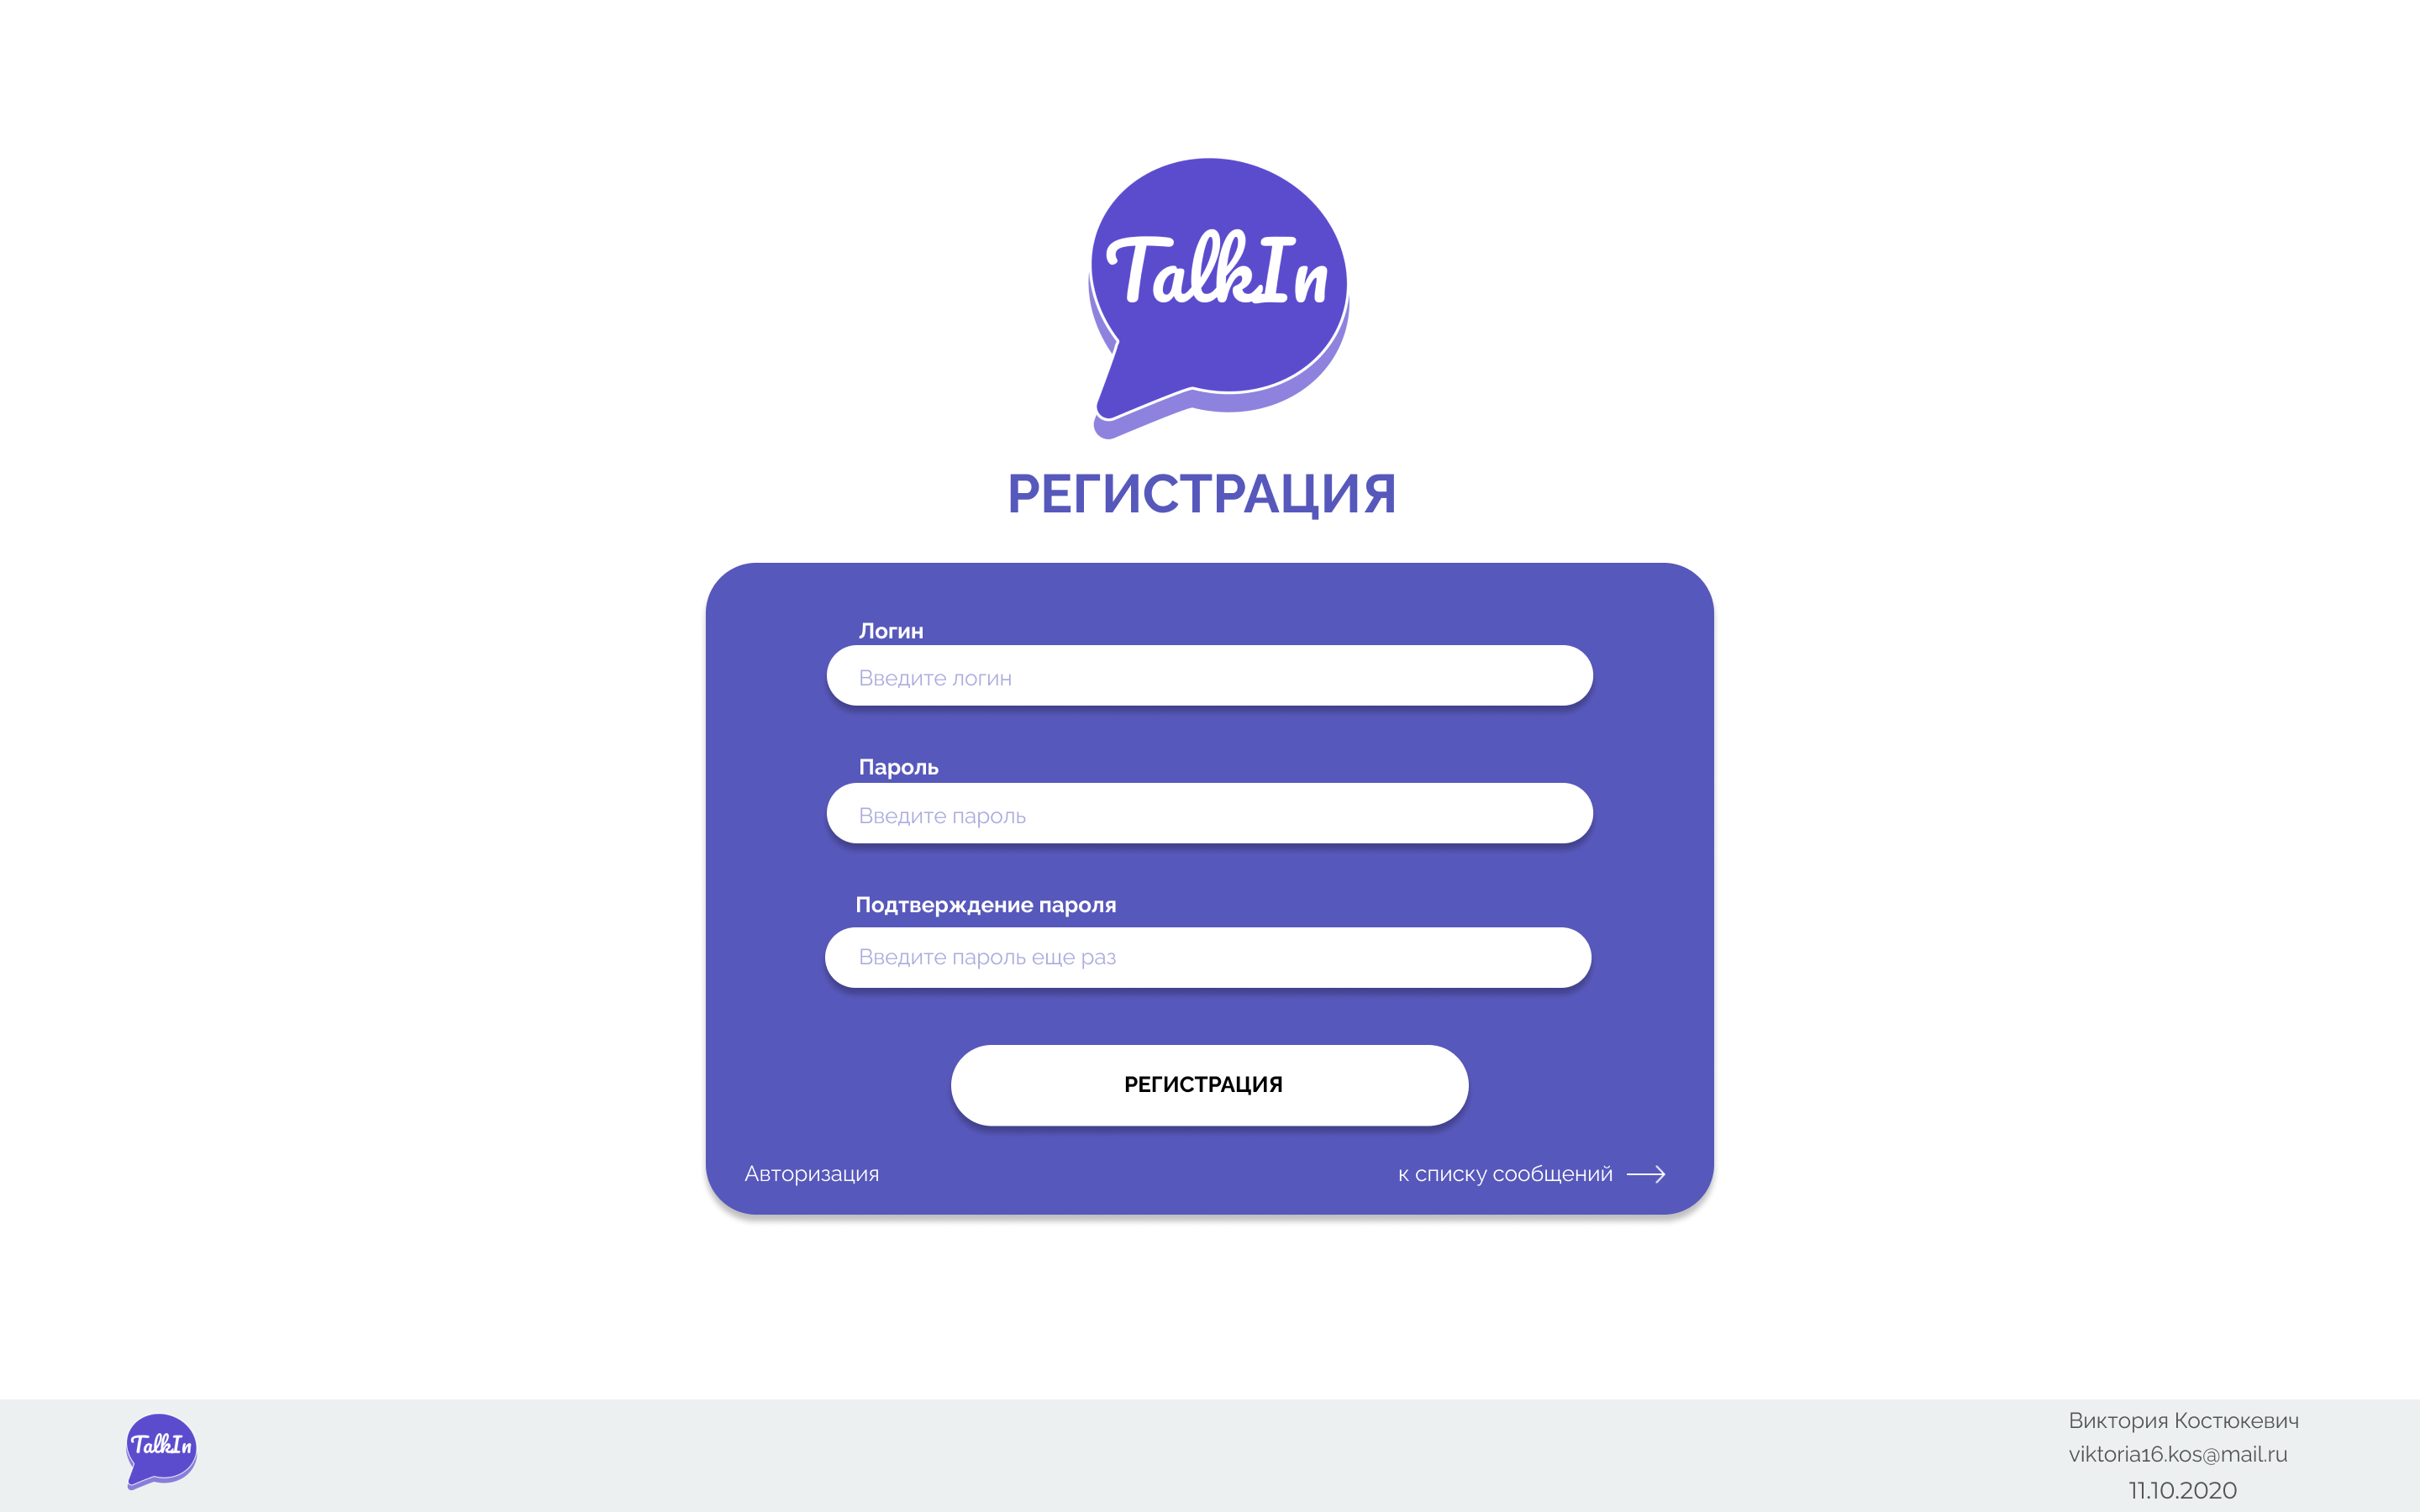 TalkIn
РЕГИСТРАЦИЯ
Логин
Введите логин
Пароль
Введите пароль
Подтверждение пароля
Введите пароль еще раз
РЕГИСТРАЦИЯ
Авторизация
к списку сообщений
TalkIn
Виктория Костюкевич
viktoria16.kos@mail.ru
11.10.2020